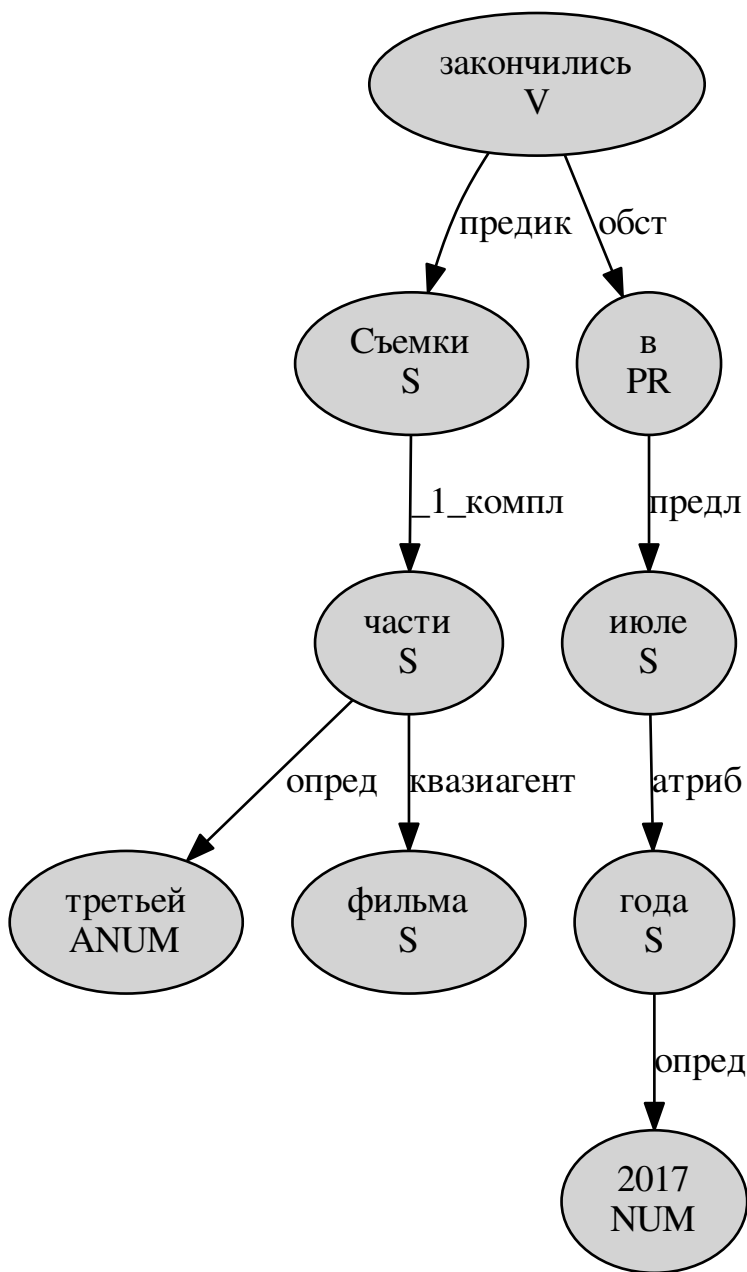 закончились
V
предик
обст
Съемки
S
в
PR
_1_компл
предл
части
S
июле
S
опред
квазиагент
атриб
третьей
ANUM
фильма
S
года
S
опред
2017
NUM